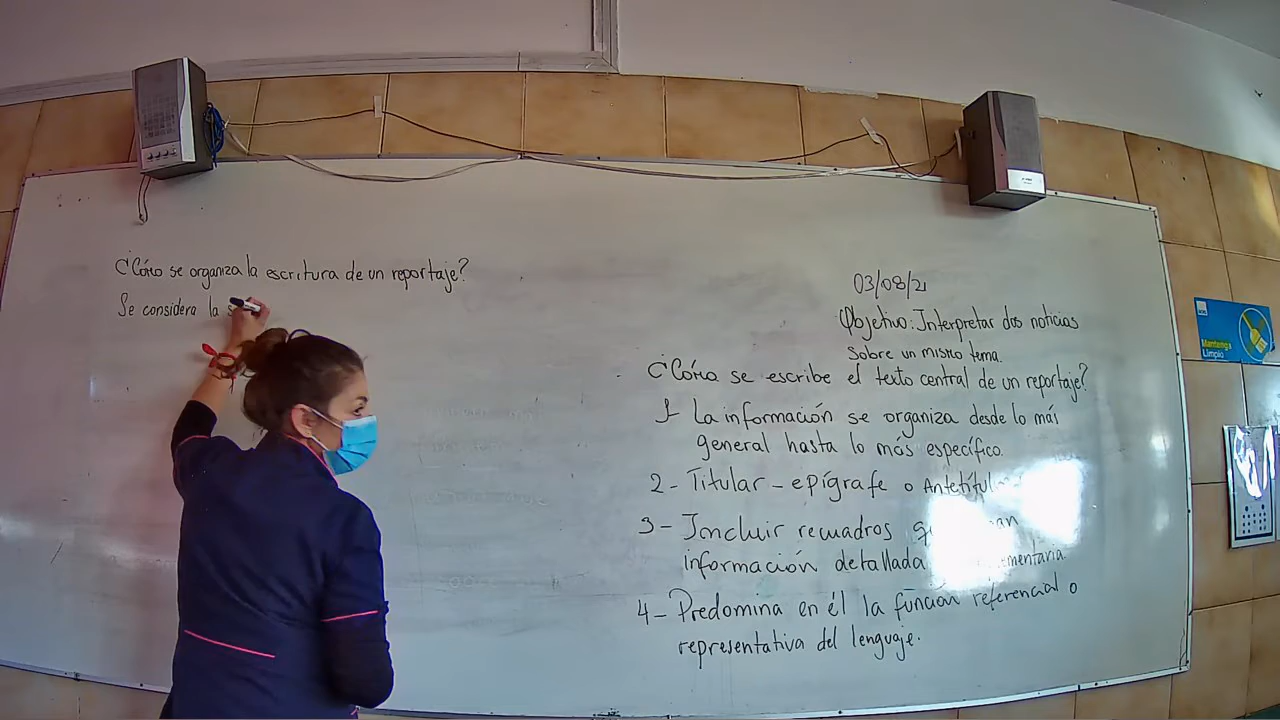 ¿Cómo se organiza la escritura de un reportaje?
Se considera la s
03/08/21
Objetivo: Interpretar dos noticias
sobre un mismo tema.
¿Cómo se escribe el texto central de un reportaje?
1- La información se organiza desde lo más
general hasta lo más específico.
2- Titular - epígrafe o Antetítul
3- Incluir recuadros
información detallada
4- Predomina en él la función referencial o
representativa del lenguaje.
Mantenga
Limpio